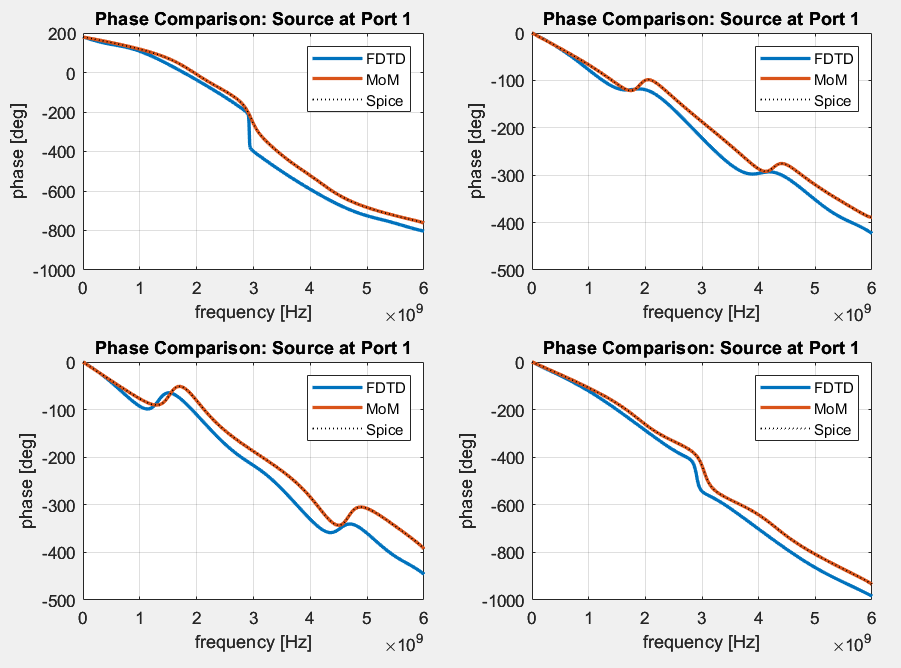 Phase Comparison: Source at Port 1
200
0
-200
-400
-600
-800
-1000
phase [deg]
FDTD
MoM
Spice
0 1 2 3 4 5 6
frequency [Hz]
×10^9
Phase Comparison: Source at Port 1
0
-100
-200
-300
-400
-500
phase [deg]
FDTD
MoM
Spice
0 1 2 3 4 5 6
frequency [Hz]
×10^9
Phase Comparison: Source at Port 1
0
-100
-200
-300
-400
-500
phase [deg]
FDTD
MoM
Spice
0 1 2 3 4 5 6
frequency [Hz]
×10^9
Phase Comparison: Source at Port 1
0
-200
-400
-600
-800
-1000
phase [deg]
FDTD
MoM
Spice
0 1 2 3 4 5 6
frequency [Hz]
×10^9